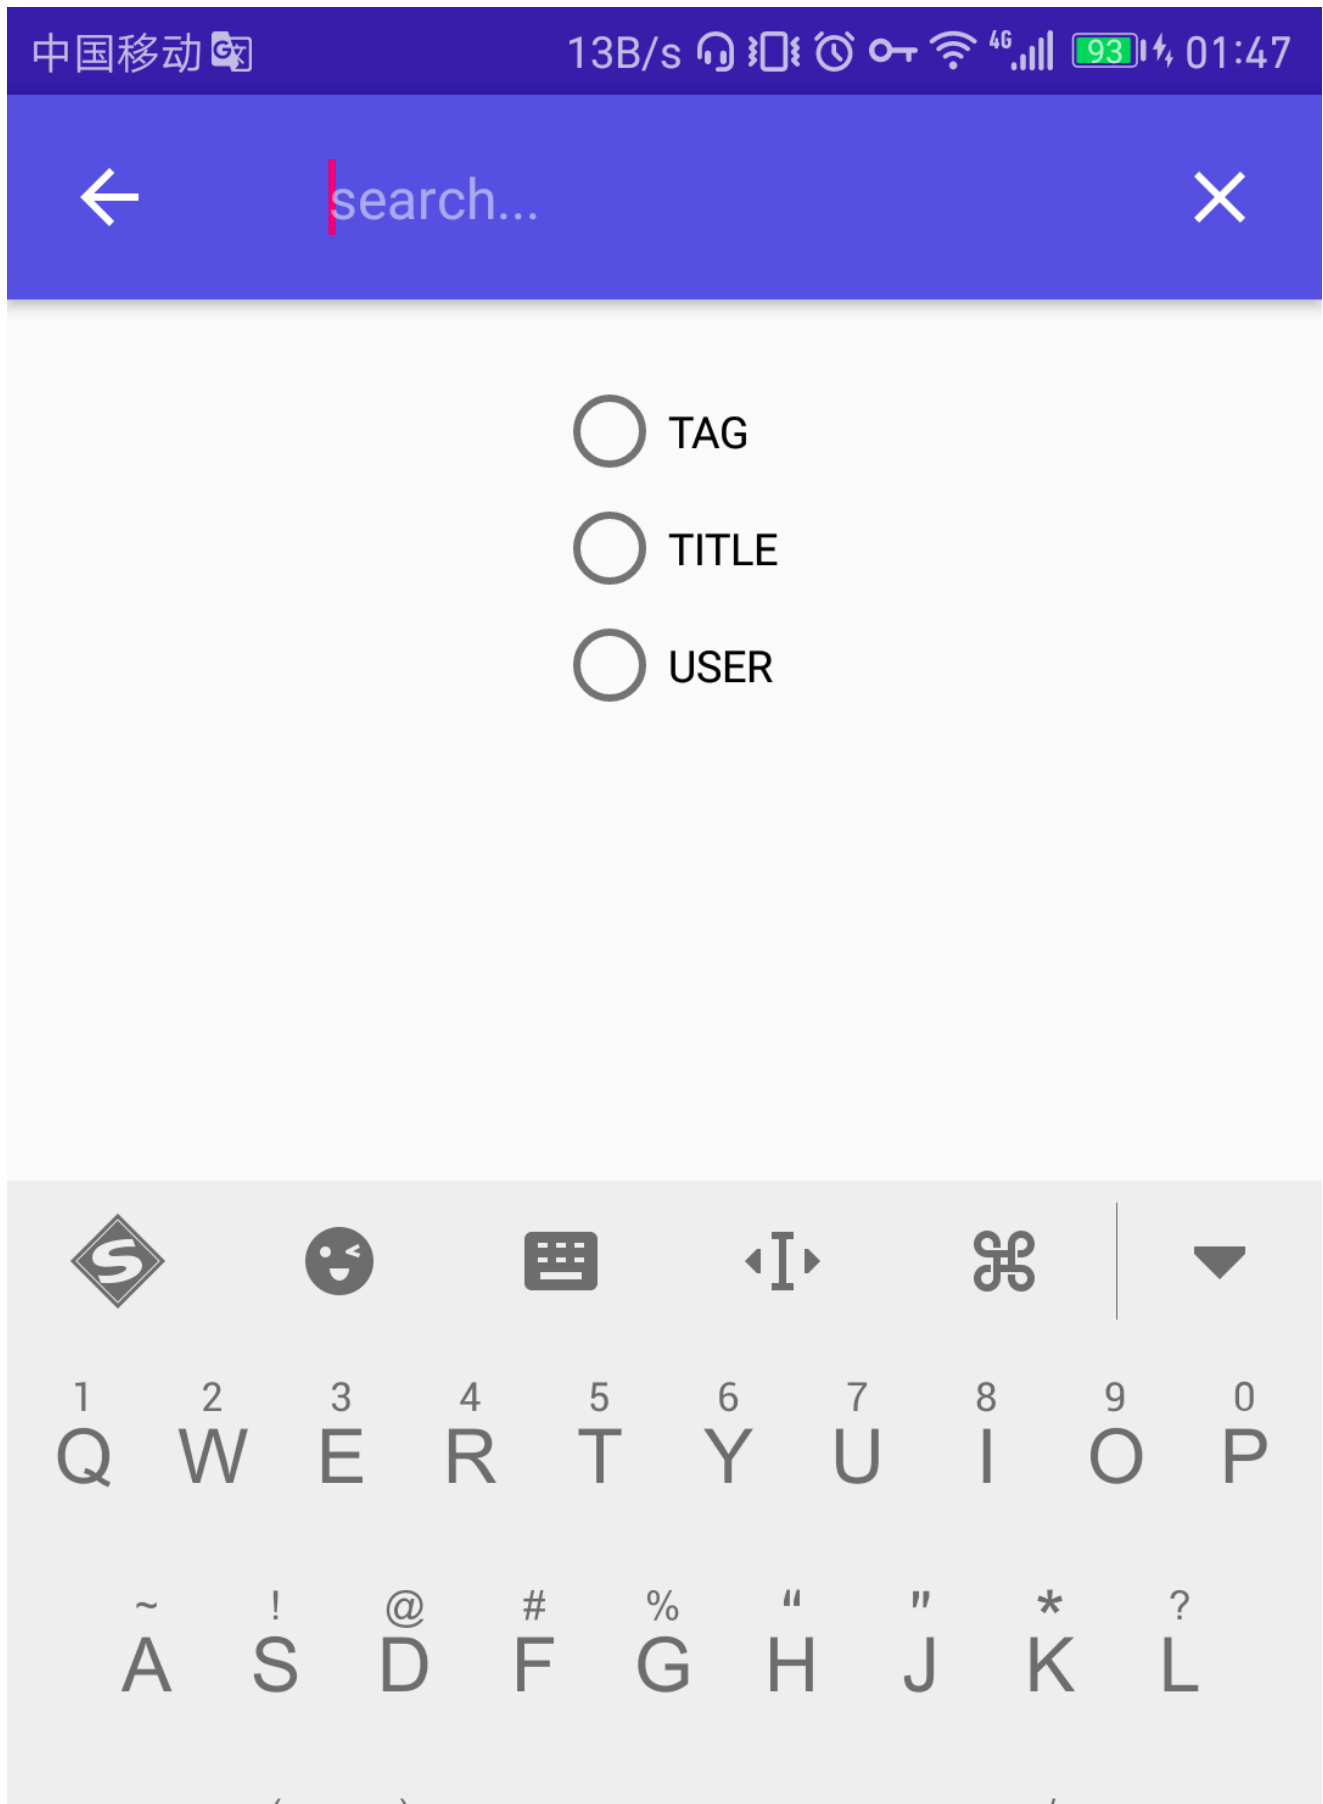 中国移动 13B/s 4G 93 01:47
search...
TAG
TITLE
USER
1 2 3 4 5 6 7 8 9 0
Q W E R T Y U I O P
~ ! @ # % “ " * ?
A S D F G H J K L